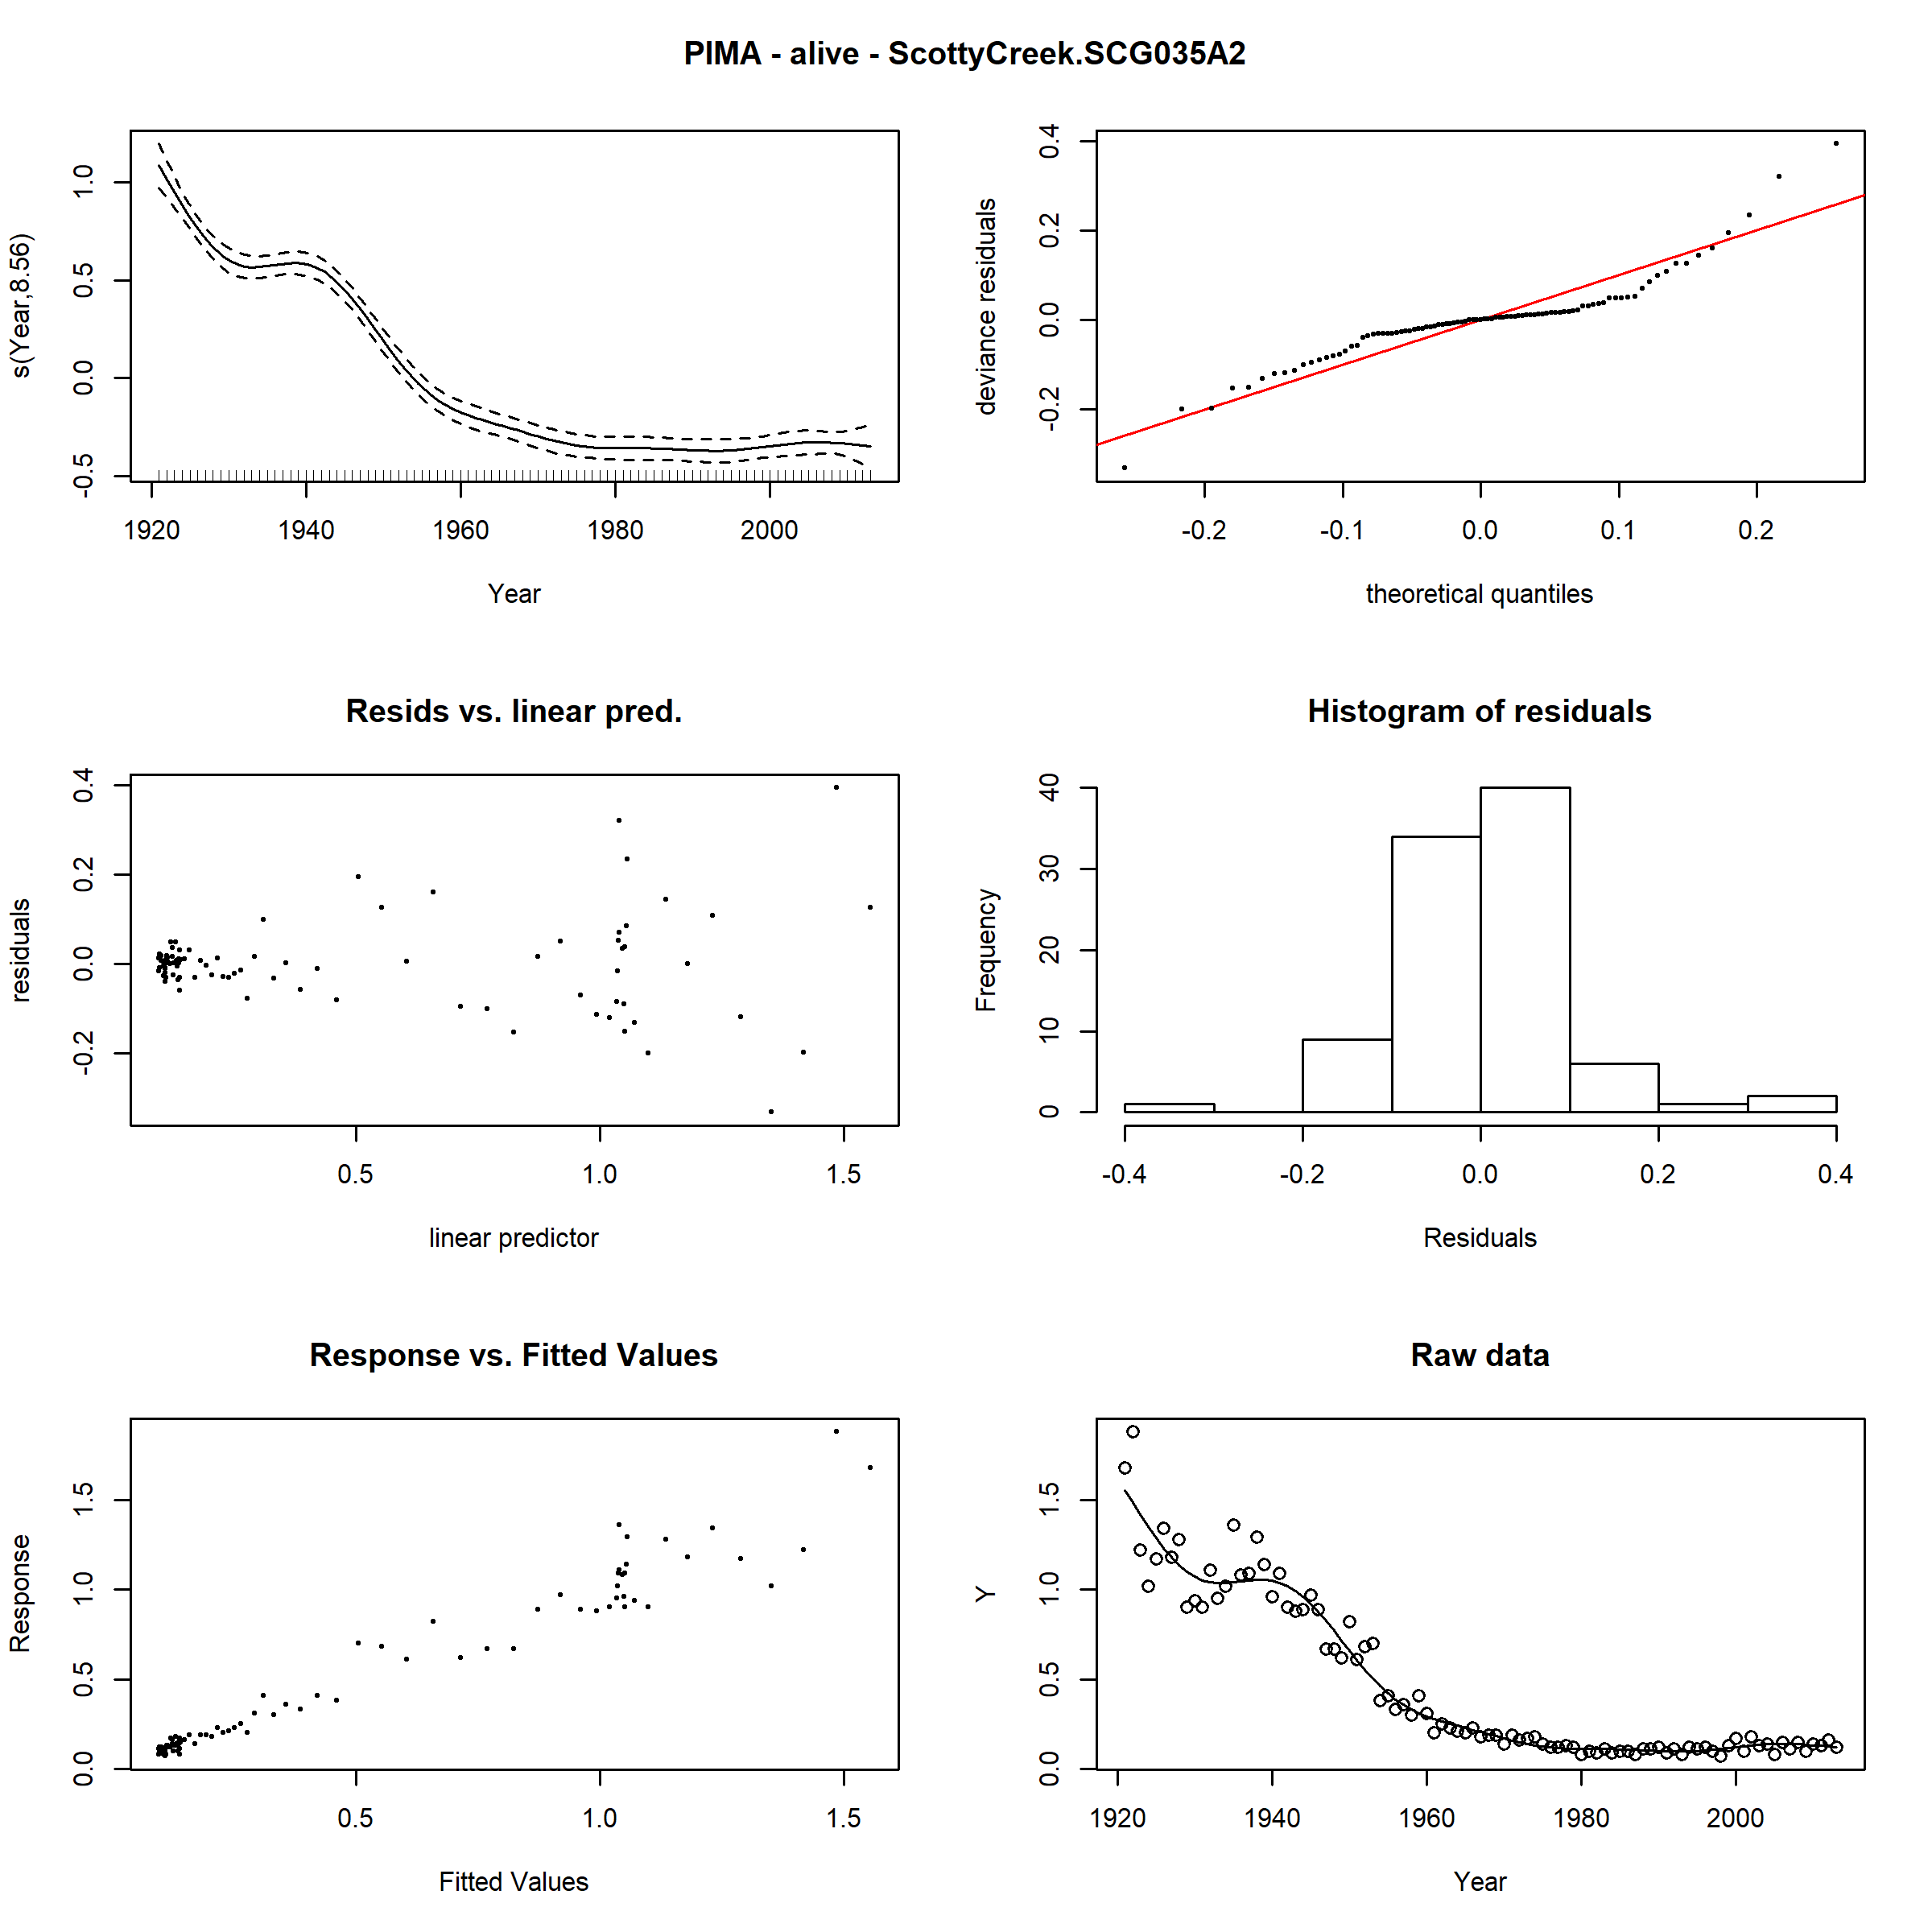 PIMA - alive - ScottyCreek.SCG035A2
s(Year,8.56)
-0.5 0.0 0.5 1.0
1920 1940 1960 1980 2000
Year
deviance residuals
-0.2 0.0 0.2 0.4
-0.2 -0.1 0.0 0.1 0.2
theoretical quantiles
Resids vs. linear pred.
residuals
-0.2 0.0 0.2 0.4
0.5 1.0 1.5
linear predictor
Histogram of residuals
Frequency
0 10 20 30 40
-0.4 -0.2 0.0 0.2 0.4
Residuals
Response vs. Fitted Values
Response
0.0 0.5 1.0 1.5
0.5 1.0 1.5
Fitted Values
Raw data
Y
0.0 0.5 1.0 1.5
1920 1940 1960 1980 2000
Year